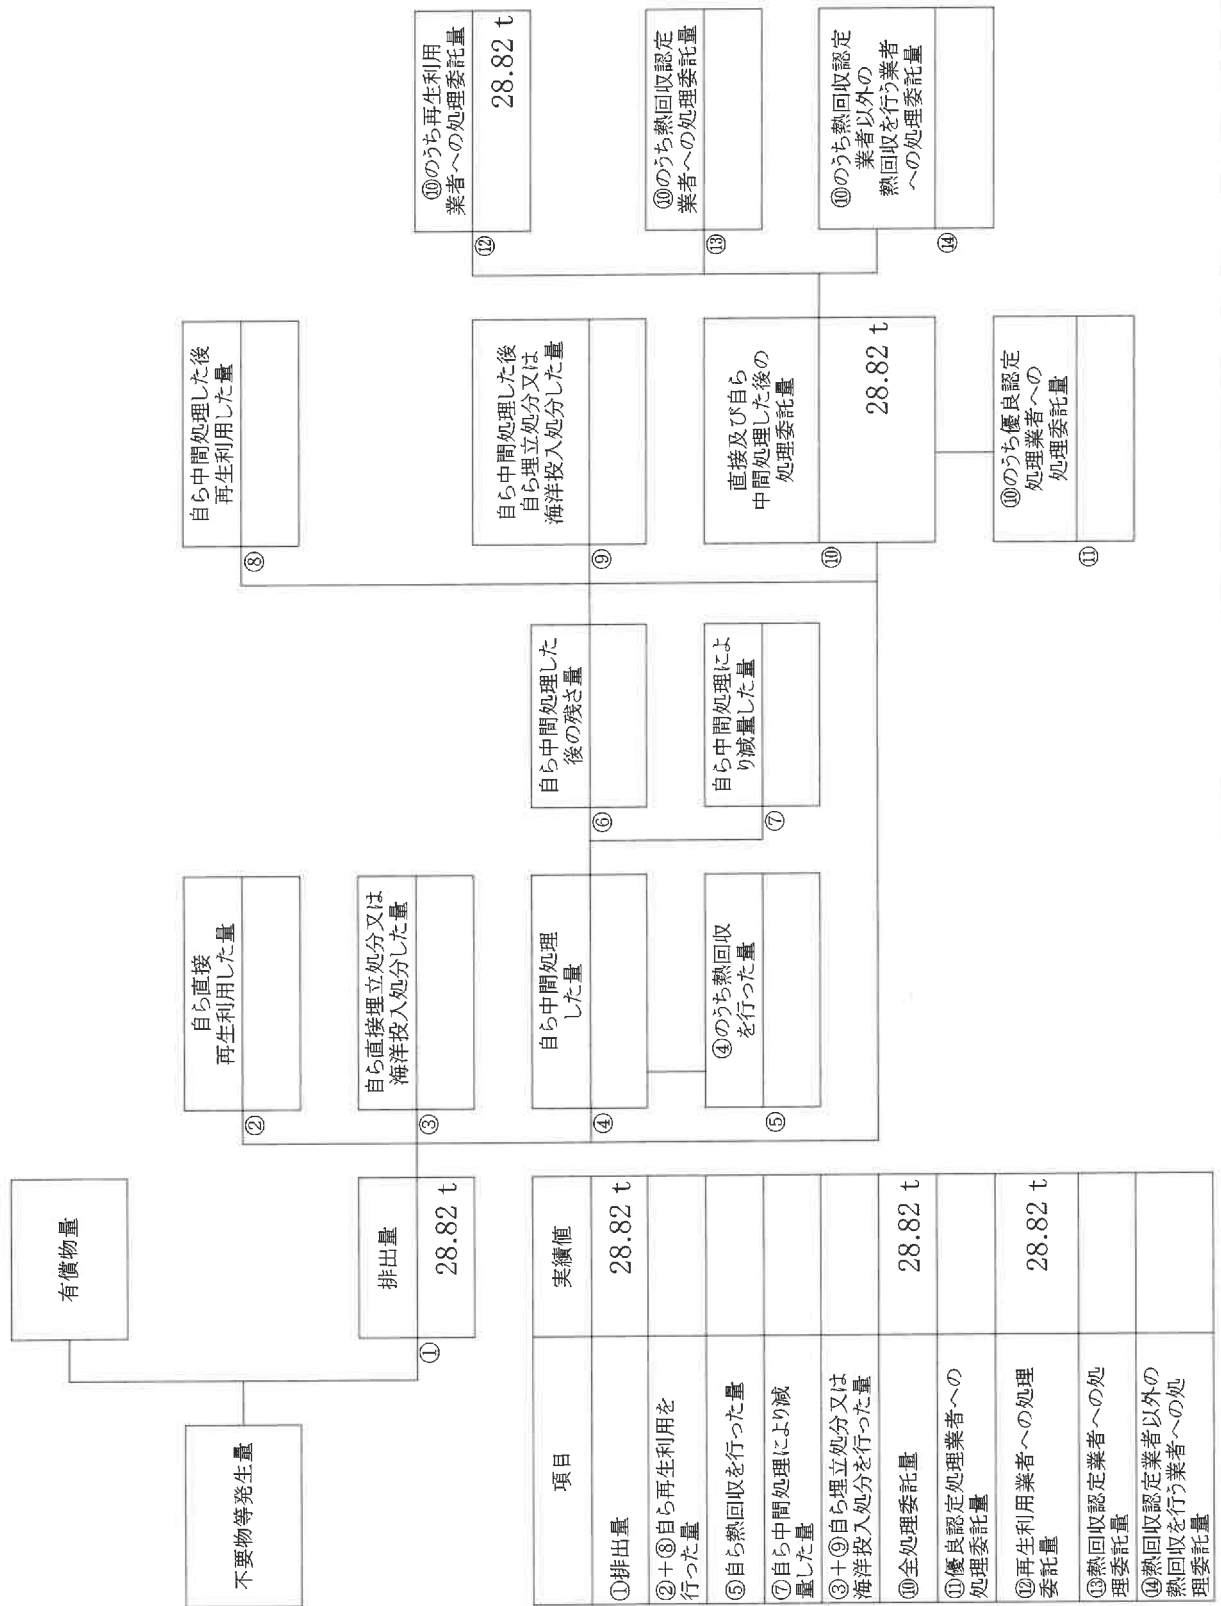 不要物等発生量
有償物量
①
排出量
28.82 t
②
自ら直接
再生利用した量
③
自ら直接埋立処分又は
海洋投入処分した量
④
自ら中間処理
した量
⑤
④のうち熱回収
を行った量
⑥
自ら中間処理した
後の残さ量
⑦
自ら中間処理によ
り減量した量
⑧
自ら中間処理した後
再生利用した量
⑨
自ら中間処理した後
自ら埋立処分又は
海洋投入処分した量
⑩
直接及び自ら
中間処理した後の
処理委託量
28.82 t
⑪
⑩のうち優良認定
処理業者への
処理委託量
⑫
⑩のうち再生利用
業者への処理委託量
28.82 t
⑬
⑩のうち熱回収認定
業者への処理委託量
⑭
⑩のうち熱回収認定
業者以外の
熱回収を行う業者
への処理委託量
項目
実績値
①排出量
28.82 t
②+⑧自ら再生利用を
行った量
⑤自ら熱回収を行った量
⑦自ら中間処理により減
量した量
③+⑨自ら埋立処分又は
海洋投入処分を行った量
⑩全処理委託量
28.82 t
⑪優良認定処理業者への
処理委託量
⑫再生利用業者への処理
委託量
28.82 t
⑬熱回収認定業者への処
理委託量
⑭熱回収認定業者以外の
熱回収を行う業者への処
理委託量